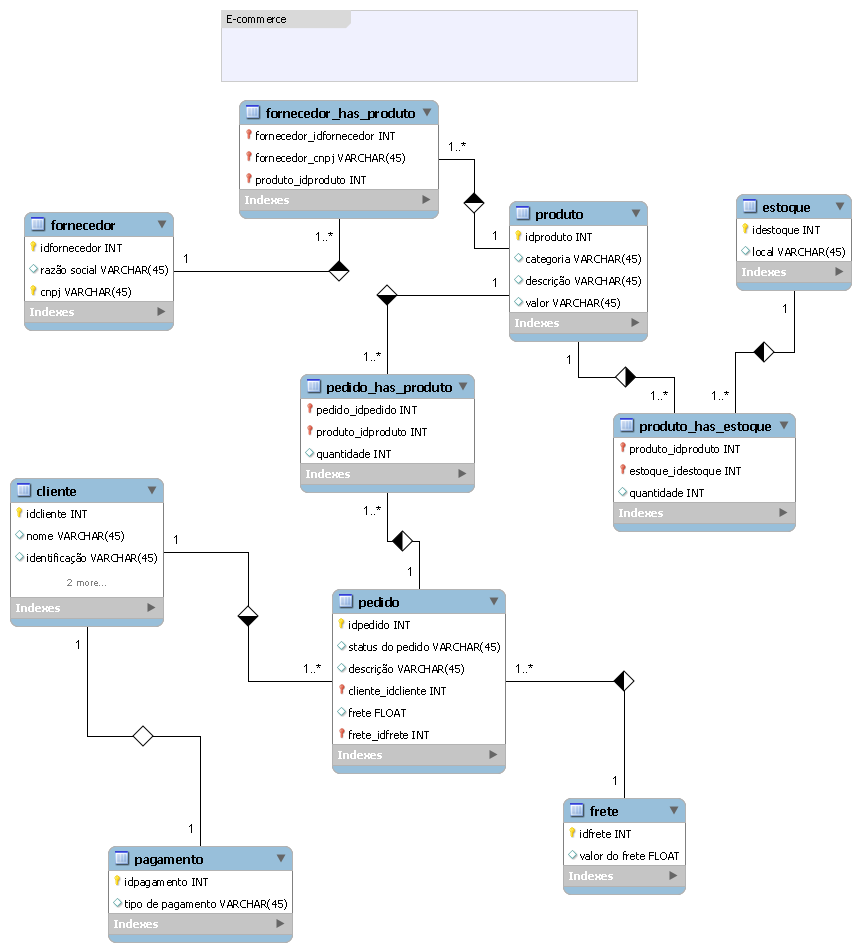 E-commerce
fornecedor_has_produto
fornecedor_idfornecedor INT
fornecedor_cnpj VARCHAR(45)
produto_idproduto INT
Indexes
1..*
1..*
1
fornecedor
idfornecedor INT
razão social VARCHAR(45)
cnpj VARCHAR(45)
Indexes
1
produto
idproduto INT
categoria VARCHAR(45)
descrição VARCHAR(45)
valor VARCHAR(45)
Indexes
1
1
estoque
idestoque INT
local VARCHAR(45)
Indexes
1
1..*
1..*
1..*
pedido_has_produto
pedido_idpedido INT
produto_idproduto INT
quantidade INT
Indexes
1..*
1
produto_has_estoque
produto_idproduto INT
estoque_idestoque INT
quantidade INT
Indexes
cliente
idcliente INT
nome VARCHAR(45)
identificação VARCHAR(45)
2 more...
Indexes
1
1
1..*
pedido
idpedido INT
status do pedido VARCHAR(45)
descrição VARCHAR(45)
cliente_idcliente INT
frete FLOAT
frete_idfrete INT
Indexes
1..*
1
frete
idfrete INT
valor do frete FLOAT
Indexes
1
pagamento
idpagamento INT
tipo de pagamento VARCHAR(45)
Indexes